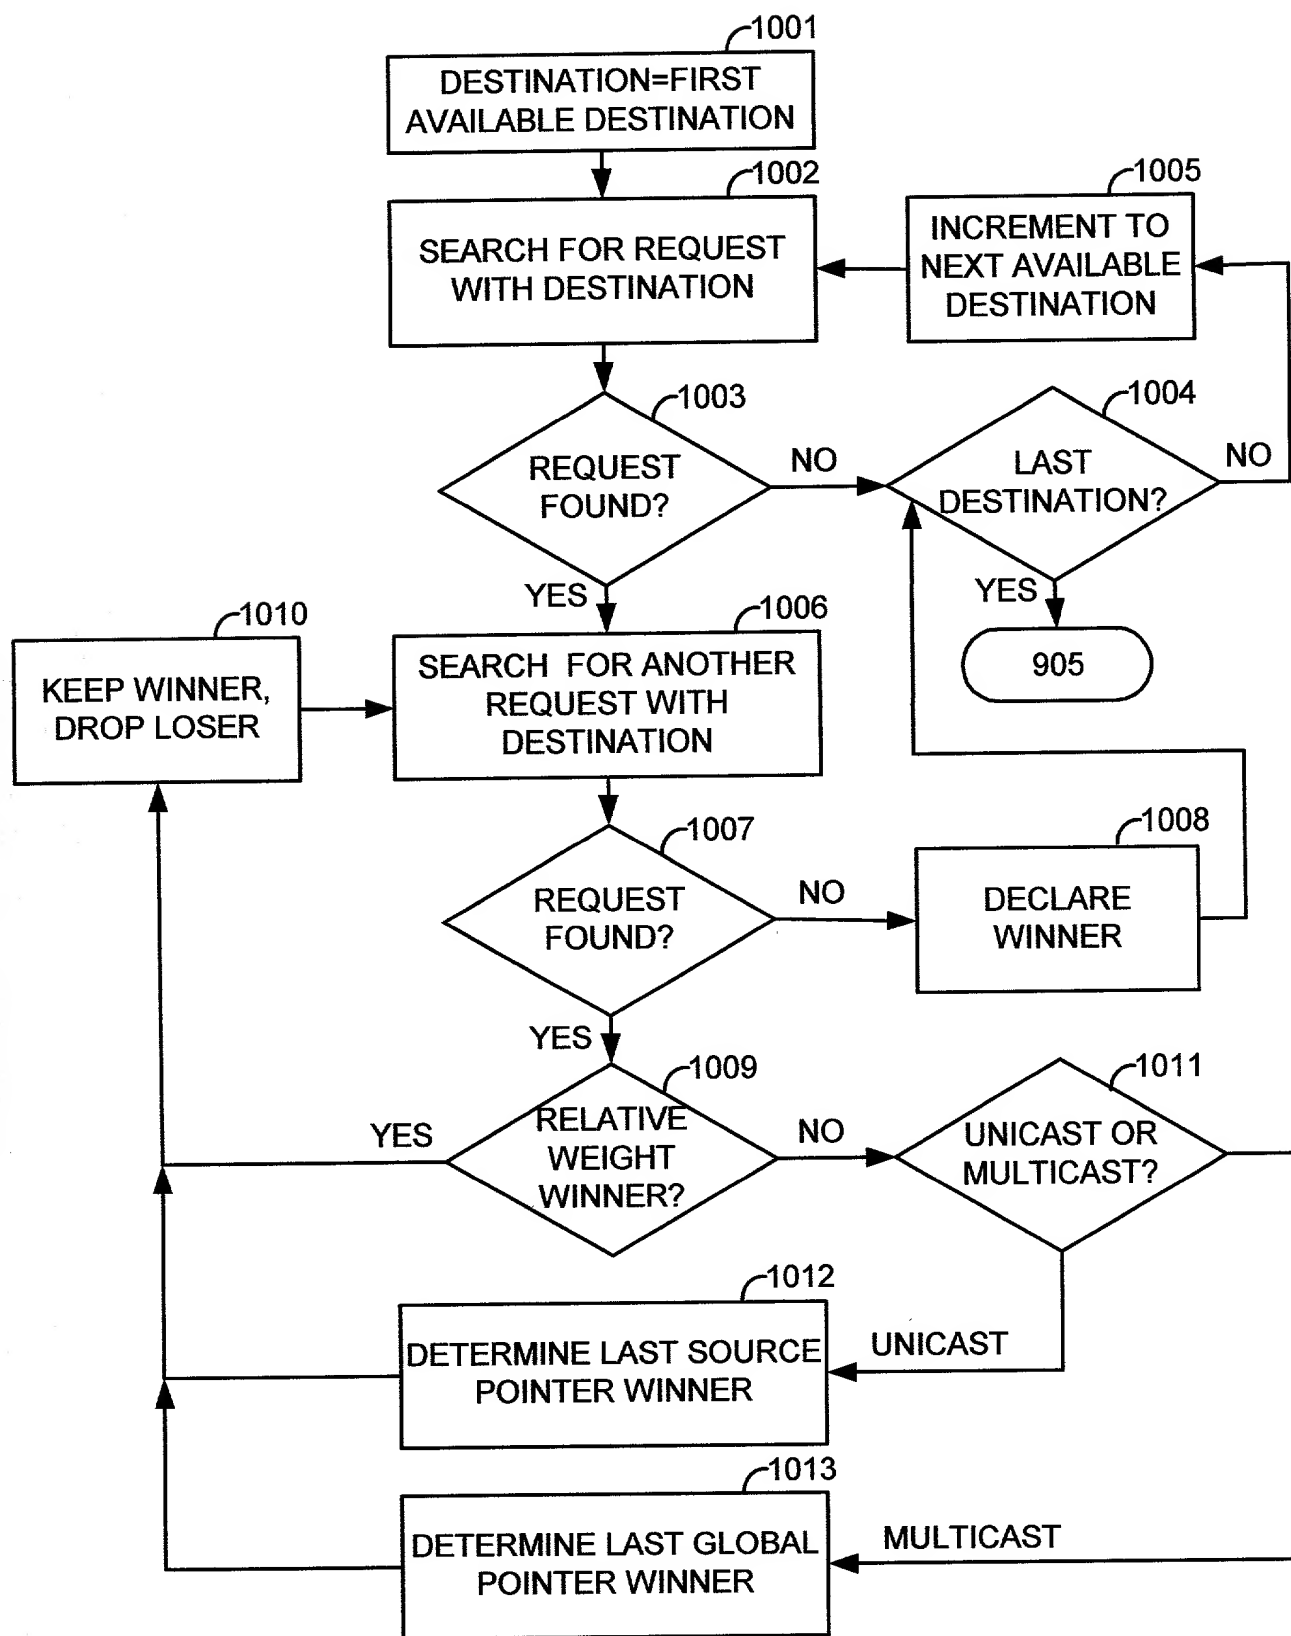 1001
DESTINATION=FIRST
AVAILABLE DESTINATION
1002
SEARCH FOR REQUEST
WITH DESTINATION
1005
INCREMENT TO
NEXT AVAILABLE
DESTINATION
1003
REQUEST
FOUND?
NO
1004
LAST
DESTINATION?
NO
YES
YES
905
1010
KEEP WINNER,
DROP LOSER
1006
SEARCH FOR ANOTHER
REQUEST WITH
DESTINATION
1007
REQUEST
FOUND?
NO
1008
DECLARE
WINNER
YES
1009
RELATIVE
WEIGHT
WINNER?
YES
NO
1011
UNICAST OR
MULTICAST?
1012
DETERMINE LAST SOURCE
POINTER WINNER
UNICAST
1013
DETERMINE LAST GLOBAL
POINTER WINNER
MULTICAST